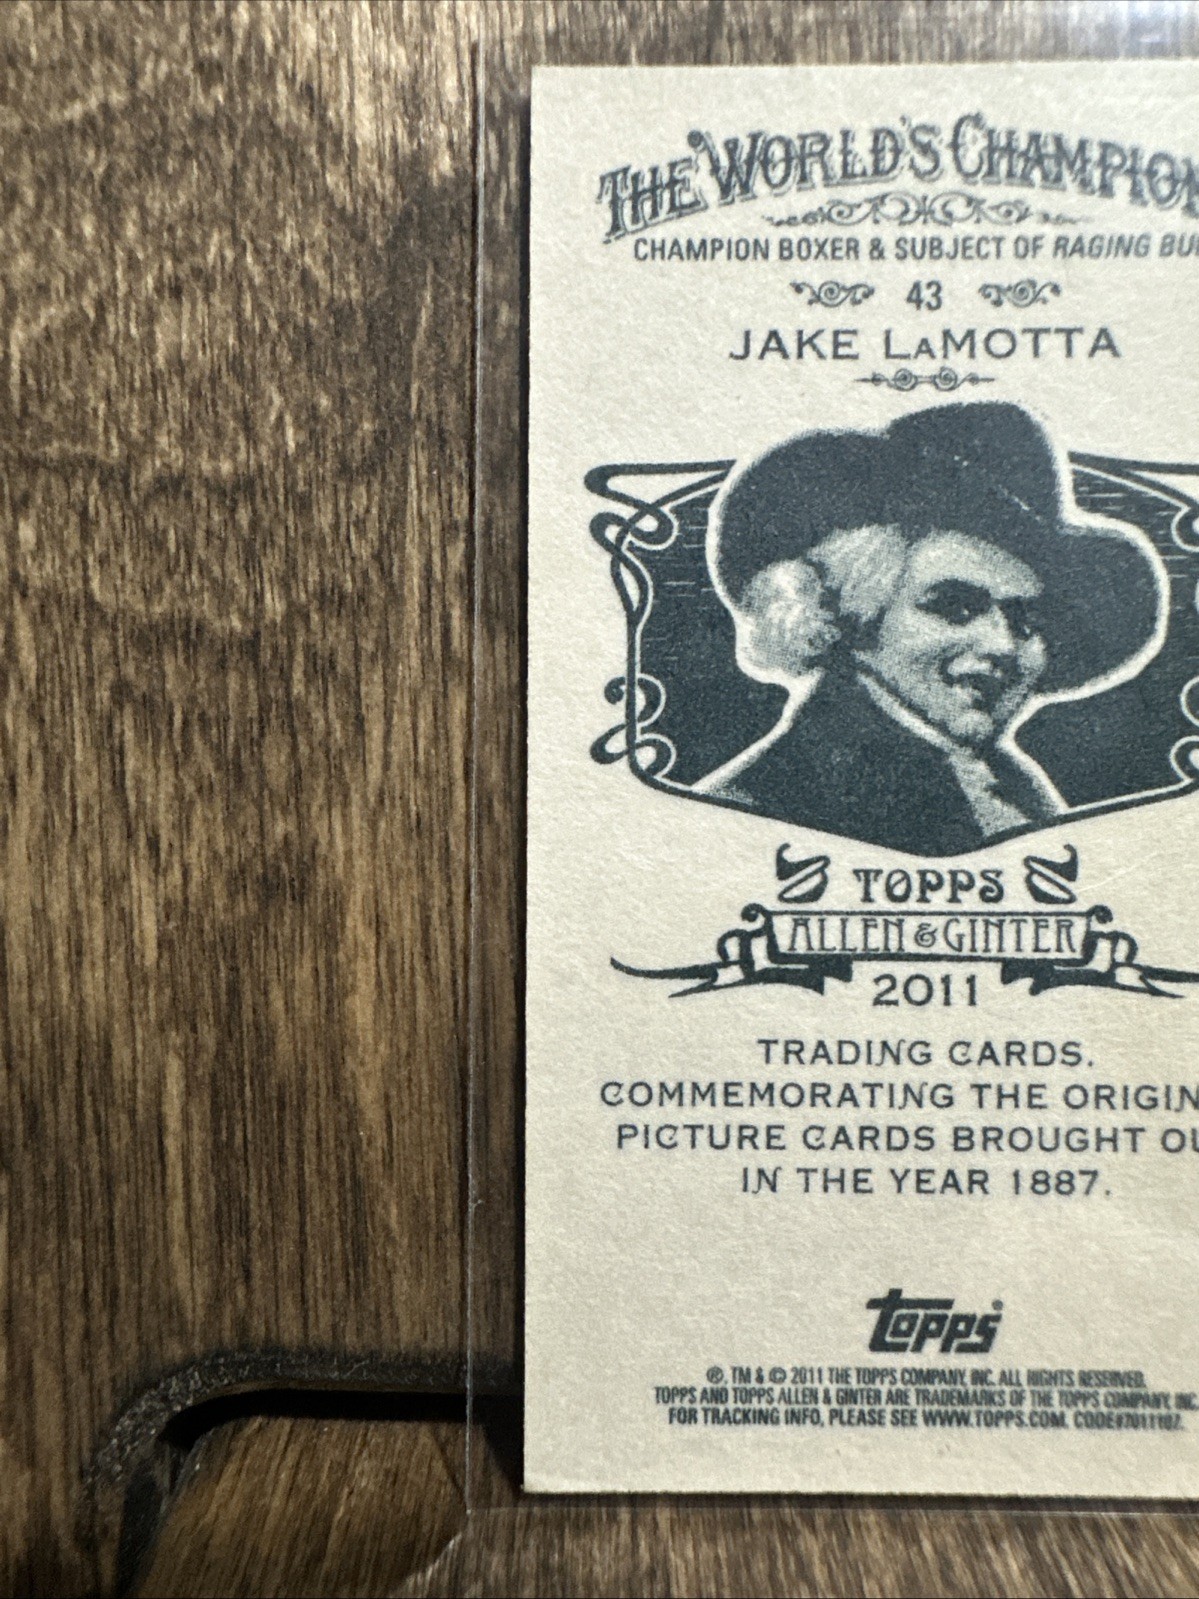 THE WORLD'S CHAMPION
CHAMPION BOXER & SUBJECT OF RAGING BU
43
JAKE LaMOTTA
TOPPS
ALLEN & GINTER
2011
TRADING CARDS.
COMMEMORATING THE ORIGIN
PICTURE CARDS BROUGHT OU
IN THE YEAR 1887.
topps
®, TM & © 2011 THE TOPPS COMPANY, INC. ALL RIGHTS RESERVED.
TOPPS AND TOPPS ALLEN & GINTER ARE TRADEMARKS OF THE TOPPS COMPANY, INC.
FOR TRACKING INFO, PLEASE SEE WWW.TOPPS.COM. CODE#7011107.